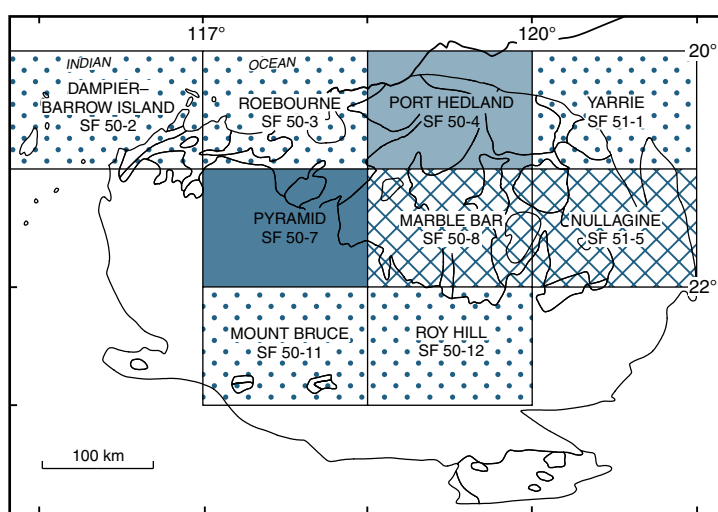 117°
120°
20°
INDIAN
OCEAN
DAMPIER–
BARROW ISLAND
SF 50-2
ROEBOURNE
SF 50-3
PORT HEDLAND
SF 50-4
YARRIE
SF 51-1
PYRAMID
SF 50-7
MARBLE BAR
SF 50-8
NULLAGINE
SF 51-5
22°
MOUNT BRUCE
SF 50-11
ROY HILL
SF 50-12
100 km